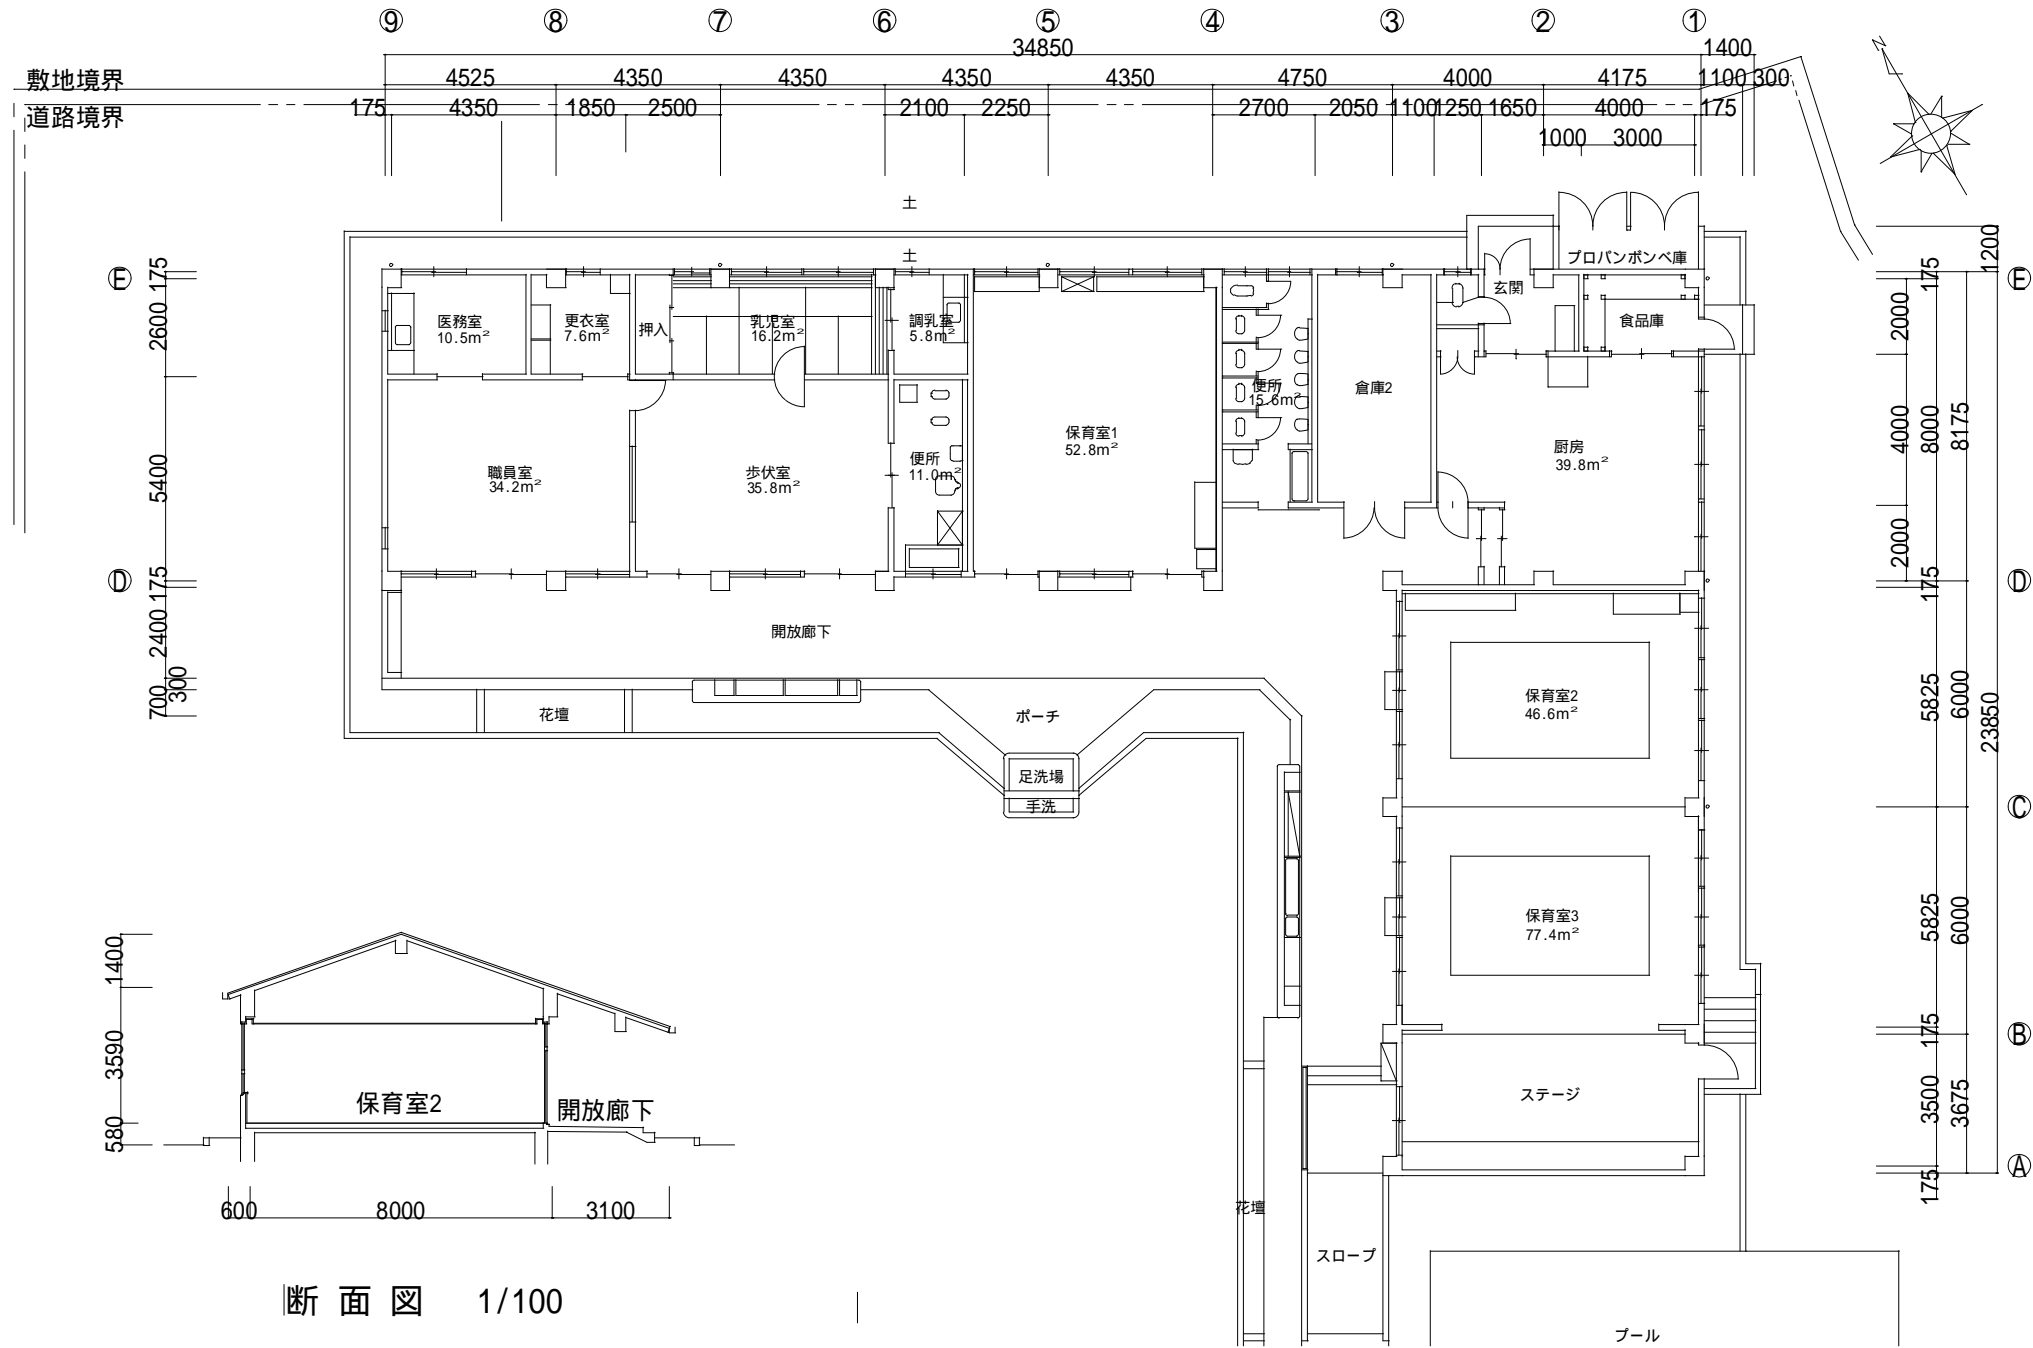 ⑨ ⑧ ⑦ ⑥ ⑤ ④ ③ ② ①
34850 1400
敷地境界 4525 4350 4350 4350 4350 4750 4000 4175 1100 300
道路境界 175 4350 1850 2500 2100 2250 2700 2050 1100 1250 1650 4000 175
1000 3000
N
土
土
プロパンボンベ庫
玄関
食品庫
医務室
10.5m²
更衣室
7.6m²
押入
乳児室
16.2m²
調乳室
5.8m²
便所
15.6m²
倉庫2
保育室1
52.8m²
厨房
39.8m²
職員室
34.2m²
歩伏室
35.8m²
便所
11.0m²
開放廊下
花壇
ポーチ
足洗場
手洗
保育室2
46.6m²
保育室3
77.4m²
ステージ
花壇
スロープ
プール
Ⓔ
175
2600
5400
Ⓓ
175
2400
300
700
1200
175
Ⓔ
2000
4000
8000
8175
2000
175
Ⓓ
5825
6000
23850
Ⓒ
5825
6000
175
Ⓑ
3500
3675
175
Ⓐ
1400
3590
580
保育室2
開放廊下
600 8000 3100
断面図 1/100